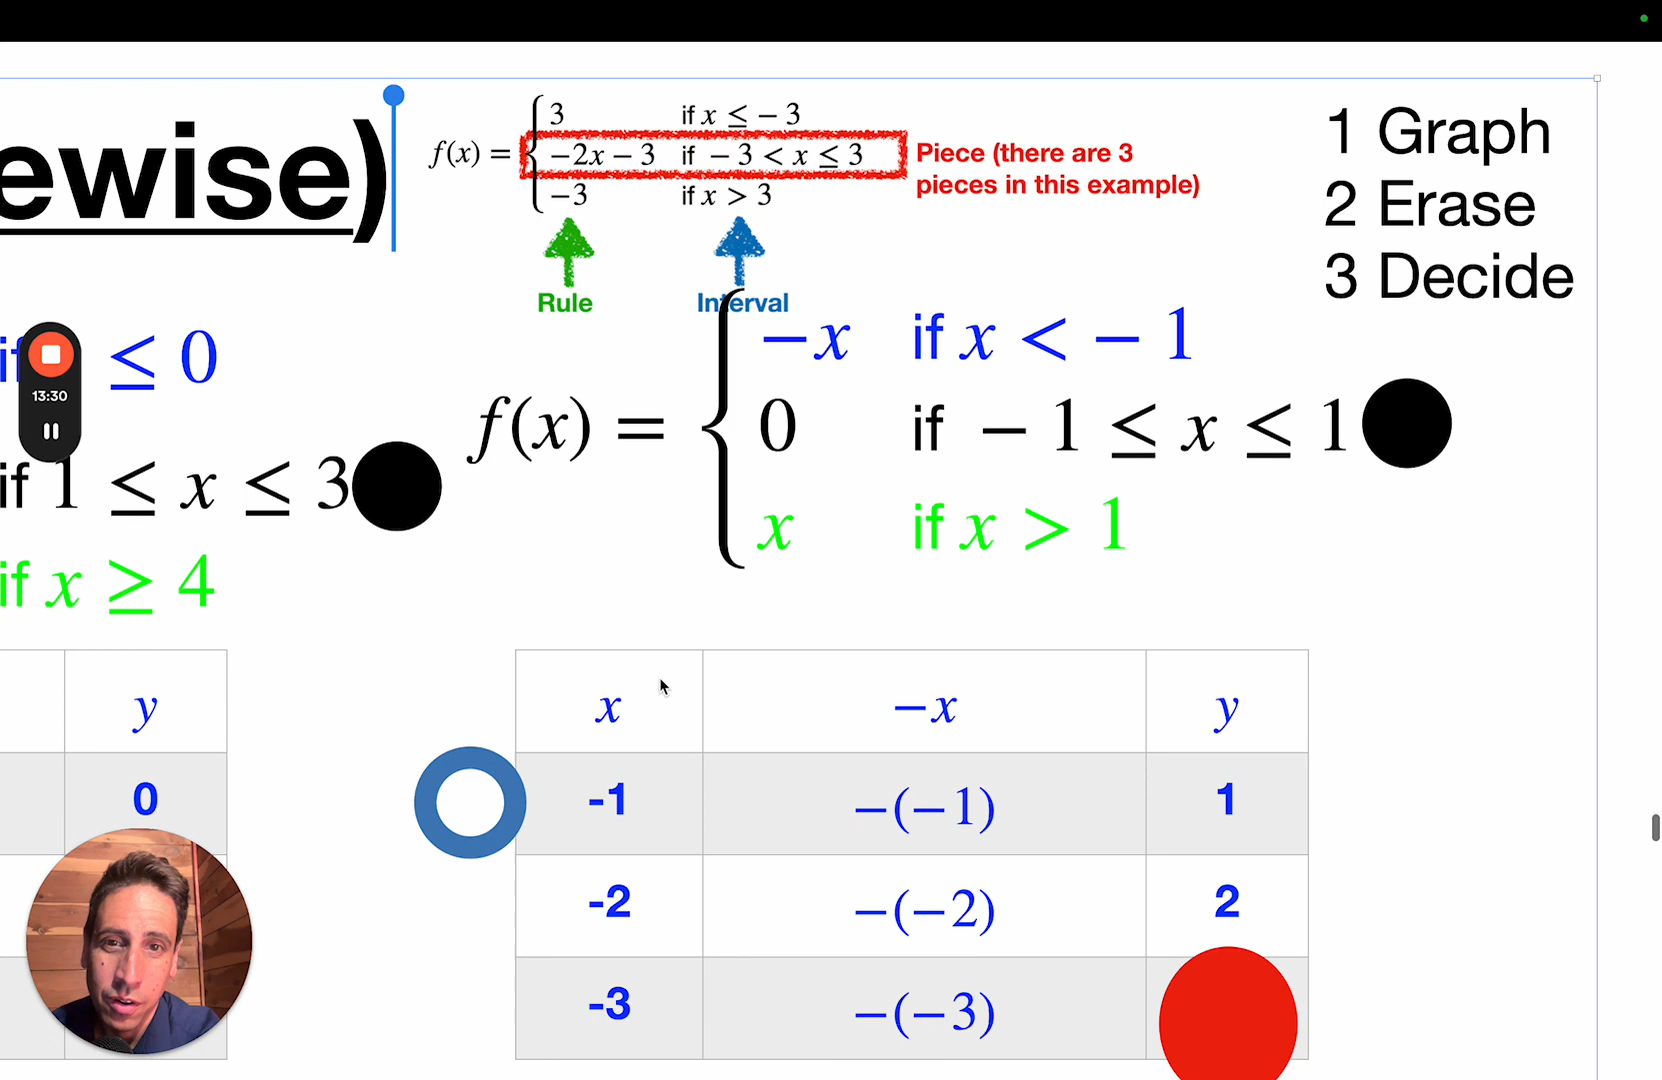 ewise)
f(x) = { 3 if x ≤ − 3
−2x − 3 if − 3 < x ≤ 3
−3 if x > 3
Piece (there are 3
pieces in this example)
Rule
Interval
1 Graph
2 Erase
3 Decide
if ≤ 0
if 1 ≤ x ≤ 3
if x ≥ 4
13:30
f(x) = { −x if x < − 1
0 if − 1 ≤ x ≤ 1
x if x > 1
y
0
x −x y
-1 −(−1) 1
-2 −(−2) 2
-3 −(−3)